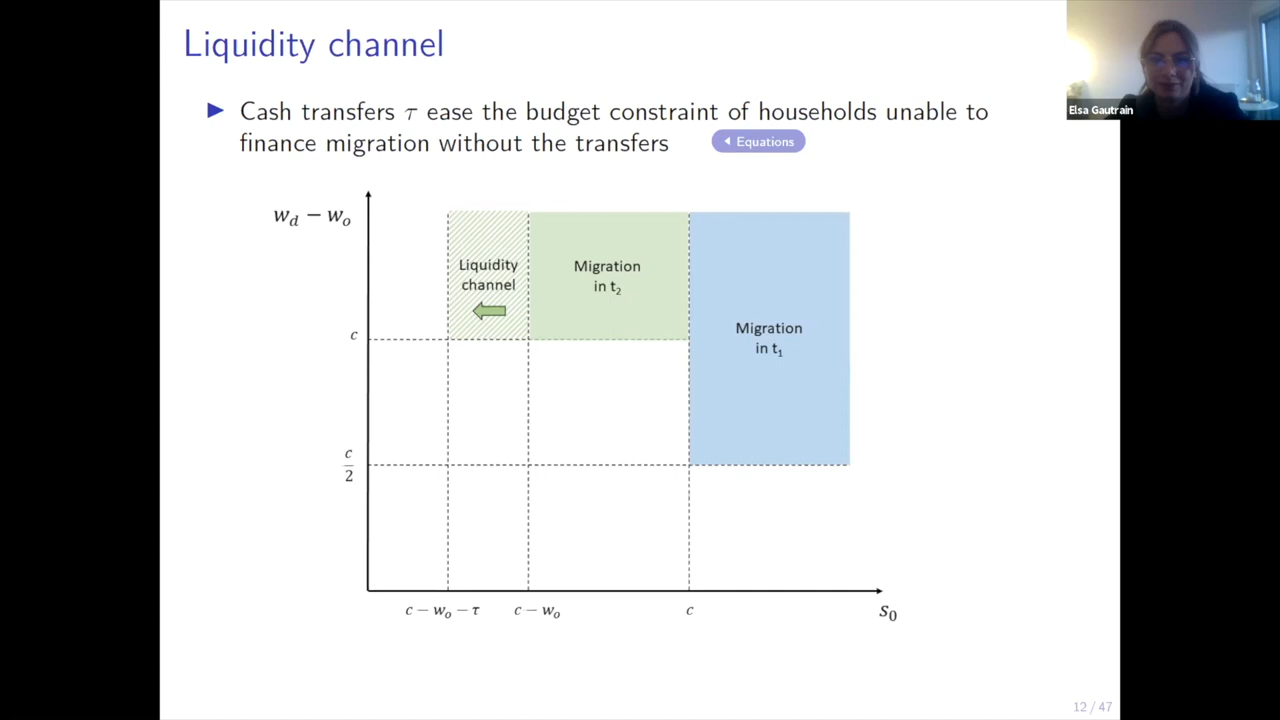 Liquidity channel
Elsa Gautrain
▶ Cash transfers τ ease the budget constraint of households unable to
finance migration without the transfers
Equations
w_d − w_o
Liquidity
channel
Migration
in t₂
Migration
in t₁
c
c
2
c − w_o − τ
c − w_o
c
s₀
12 / 47